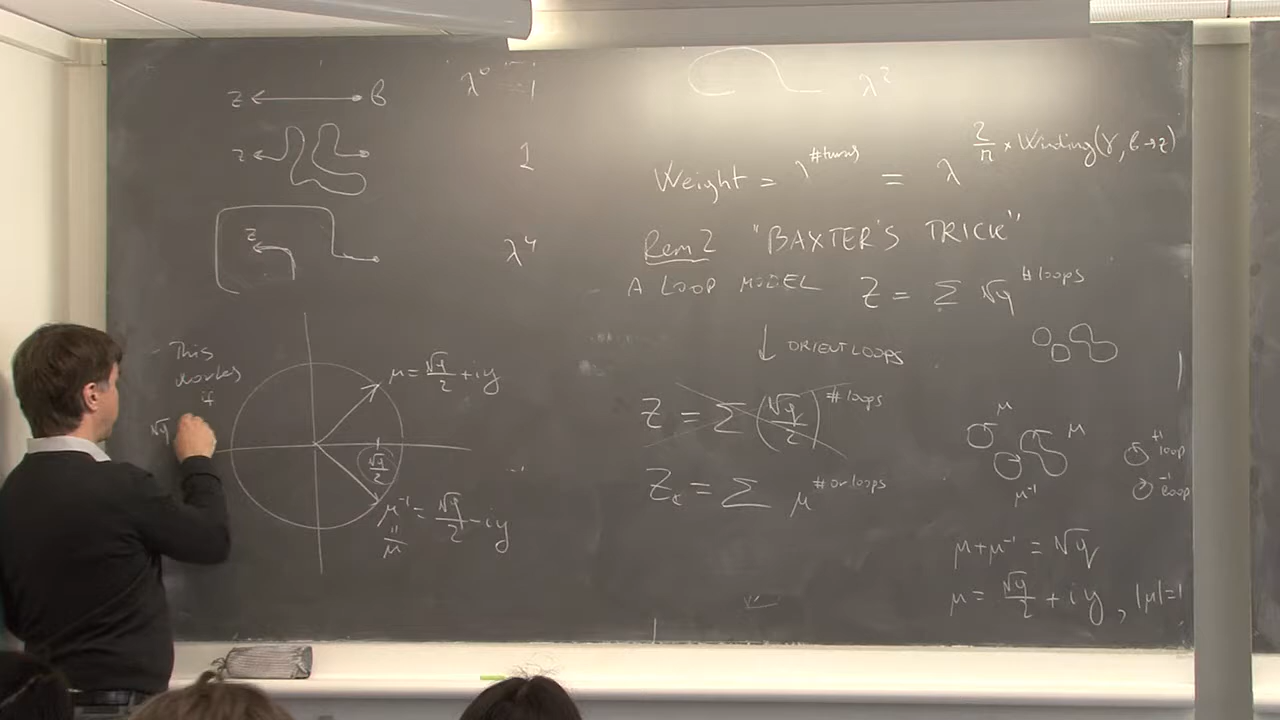 z ⟷ b λ⁰ = 1
z 1
z λ⁴
λ²
Weight = λ^{#turns} = λ^{2/π × Winding(γ, b→z)}
Rem 2 "BAXTER'S TRICK"
A LOOP MODEL Z = Σ √q^{# loops}
↓ ORIENT LOOPS
Z = Σ (√q/2)^{# loops}
Z = Σ μ^{# or loops}
μ μ
μ⁻¹
+1 loop
-1 loop
μ+μ⁻¹ = √q
μ = √q/2 + iy , |μ|=1
- This
works
if
√q
μ = √q/2 + iy
√q/2
μ⁻¹ = √q/2 - iy
"
μ